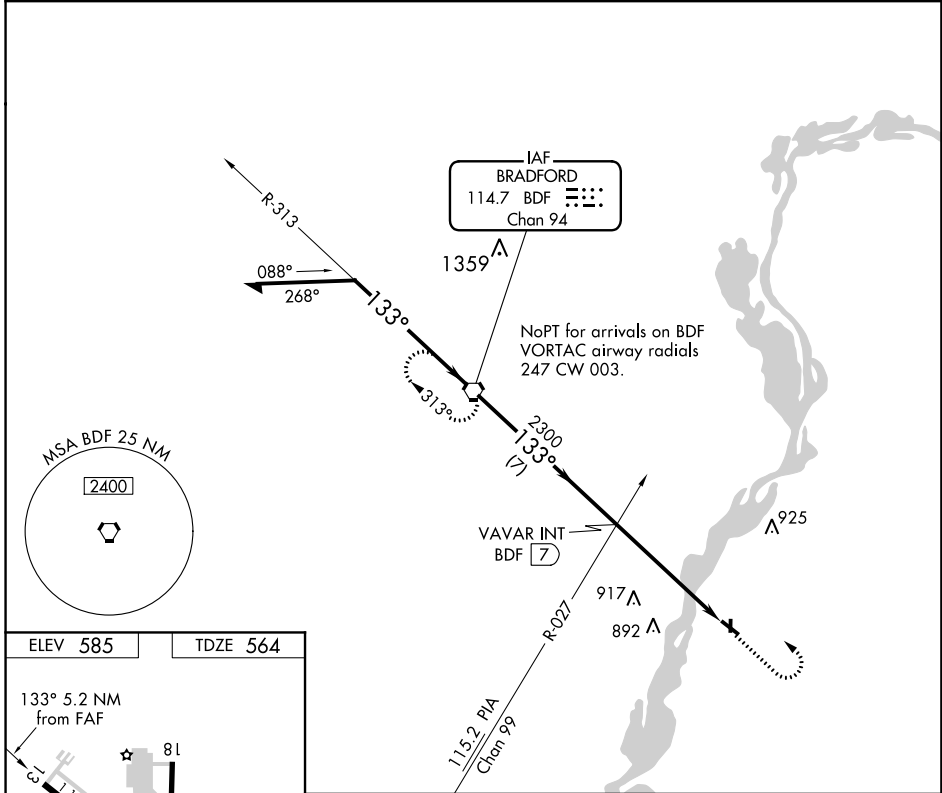 IAF
BRADFORD
114.7 BDF
Chan 94
R-313
1359
088°
268°
133°
NoPT for arrivals on BDF
VORTAC airway radials
247 CW 003.
313°
2300
133°
(7)
MSA BDF 25 NM
2400
VAVAR INT
BDF 7
925
917
892
R-027
115.2 PIA
Chan 99
ELEV 585
TDZE 564
133° 5.2 NM
from FAF
18
13